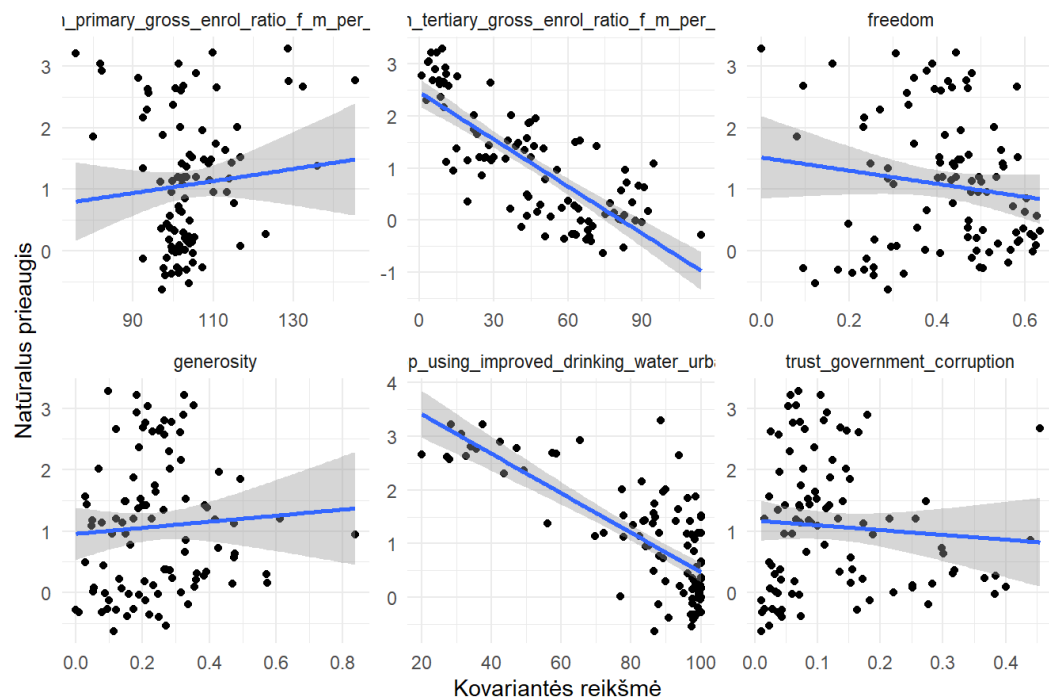 ı_primary_gross_enrol_ratio_f_m_per_
ı_tertiary_gross_enrol_ratio_f_m_per_
freedom
3
2
1
0
90 110 130
3
2
1
0
-1
0 30 60 90
3
2
1
0
0.0 0.2 0.4 0.6
Natūralus prieaugis
generosity
p_using_improved_drinking_water_urba
trust_government_corruption
3
2
1
0
0.0 0.2 0.4 0.6 0.8
4
3
2
1
0
20 40 60 80 100
3
2
1
0
0.0 0.1 0.2 0.3 0.4
Kovariantės reikšmė